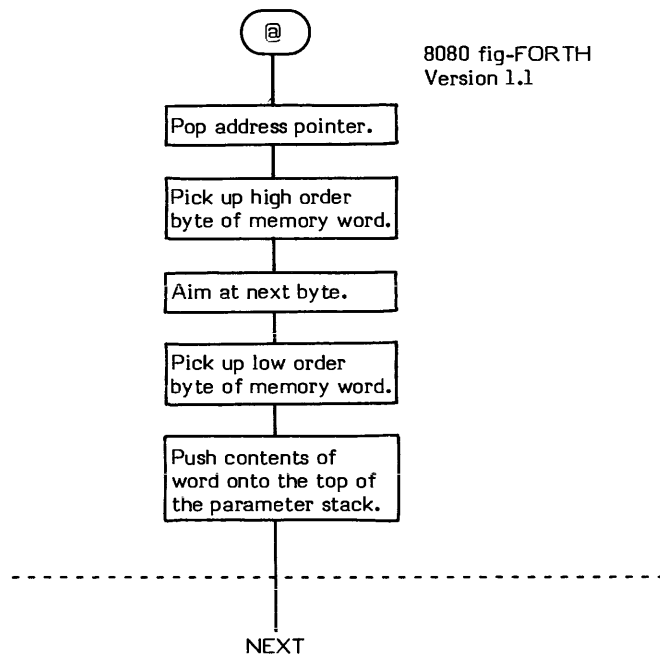 @
8080 fig-FORTH
Version 1.1
Pop address pointer.
Pick up high order
byte of memory word.
Aim at next byte.
Pick up low order
byte of memory word.
Push contents of
word onto the top of
the parameter stack.
NEXT